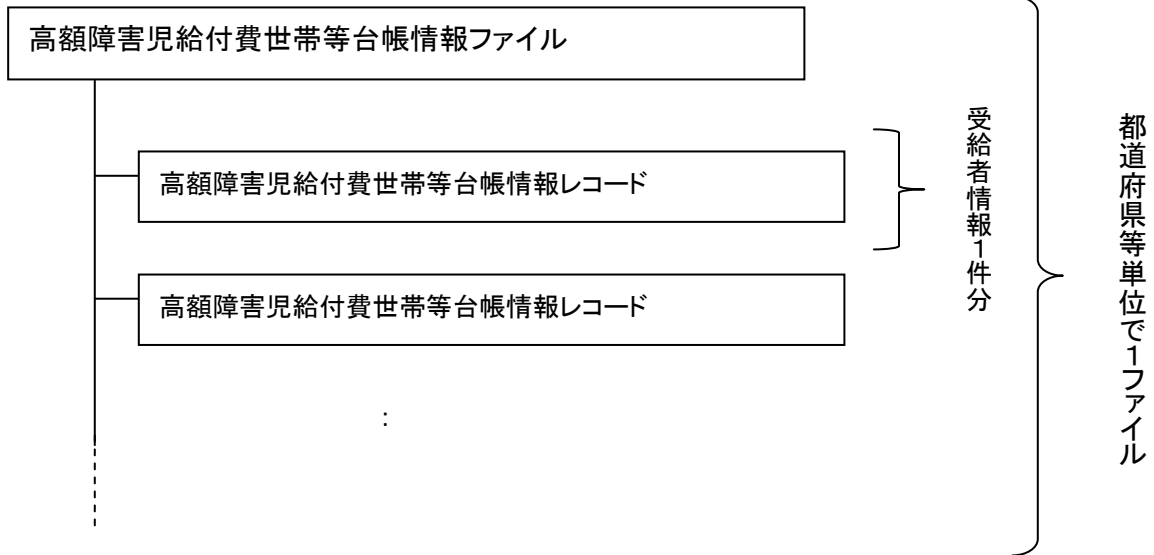 高額障害児給付費世帯等台帳情報ファイル
高額障害児給付費世帯等台帳情報レコード
高額障害児給付費世帯等台帳情報レコード
:
受給者情報1件分
都道府県等単位で1ファイル